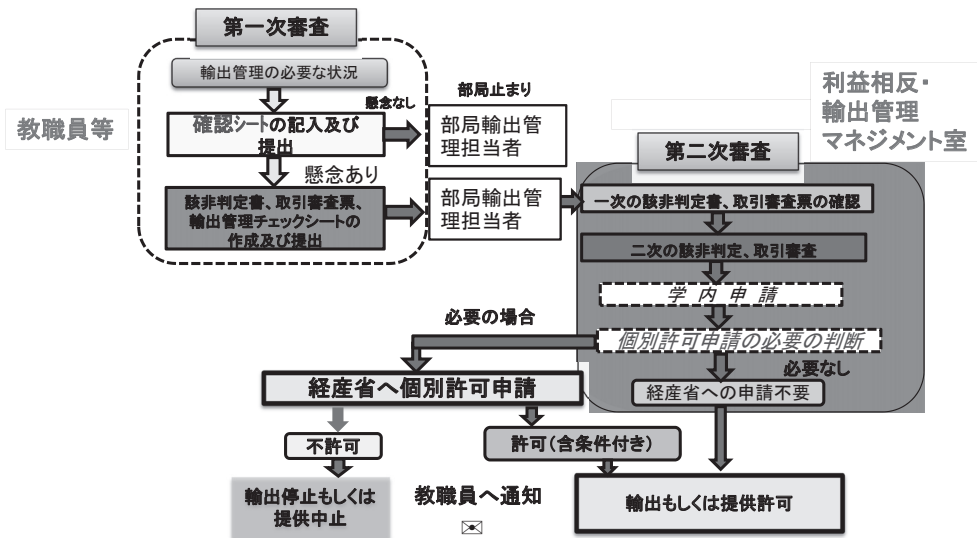 第一次審査
輸出管理の必要な状況
教職員等
懸念なし
確認シートの記入及び
提出
部局止まり
部局輸出管
理担当者
懸念あり
該非判定書、取引審査票、
輸出管理チェックシートの
作成及び提出
部局輸出管
理担当者
利益相反・
輸出管理
マネジメント室
第二次審査
一次の該非判定書、取引審査票の確認
二次の該非判定、取引審査
学内申請
個別許可申請の必要の判断
必要の場合
必要なし
経産省へ個別許可申請
経産省への申請不要
不許可
許可(含条件付き)
輸出停止もしくは
提供中止
教職員へ通知
輸出もしくは提供許可